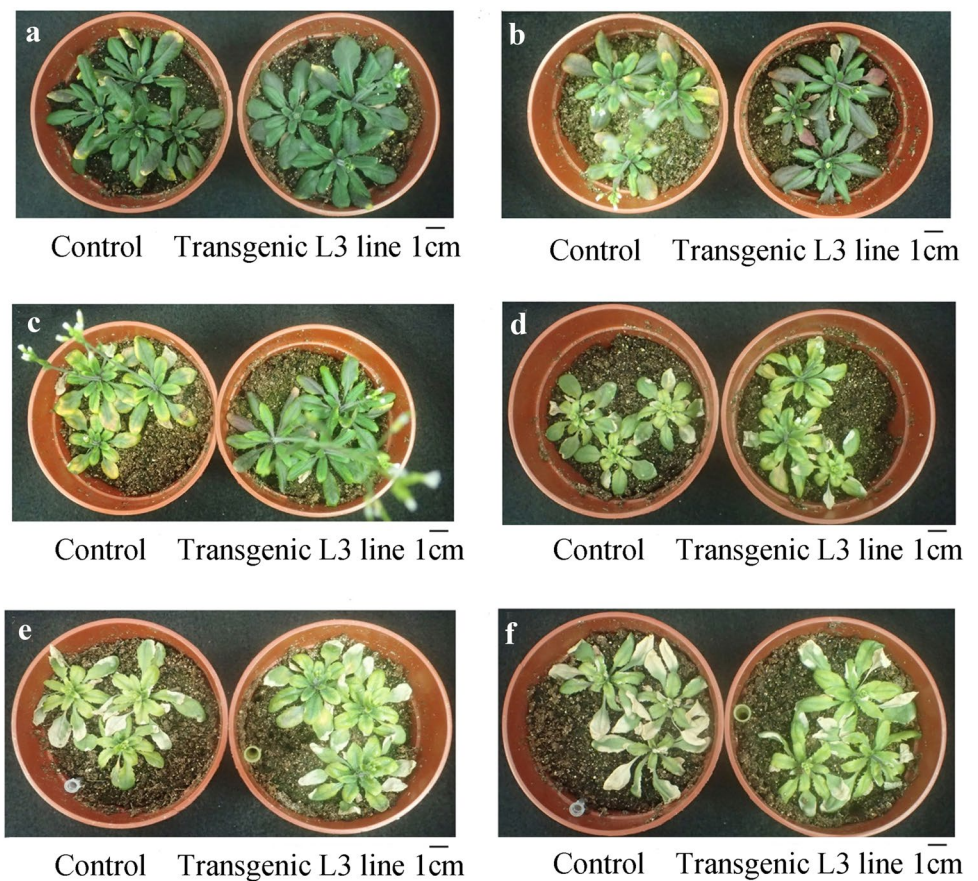 a
b
Control Transgenic L3 line 1cm
Control Transgenic L3 line 1cm
c
d
Control Transgenic L3 line 1cm
Control Transgenic L3 line 1cm
e
f
Control Transgenic L3 line 1cm
Control Transgenic L3 line 1cm